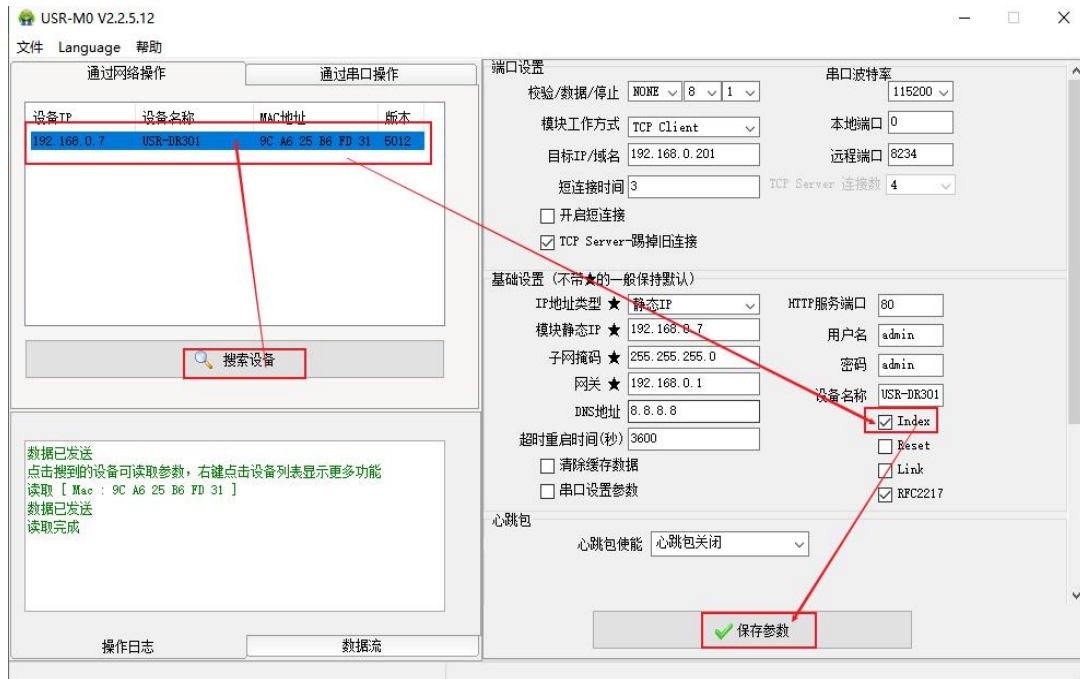 USR-M0 V2.2.5.12
文件 Language 帮助
通过网络操作 通过串口操作
设备IP 设备名称 MAC地址 版本
192.168.0.7 USR-DR301 9C A6 25 B6 FD 31 5012
搜索设备
数据已发送
点击搜到的设备可读取参数，右键点击设备列表显示更多功能
读取 [ Mac : 9C A6 25 B6 FD 31 ]
数据已发送
读取完成
操作日志 数据流
端口设置
串口波特率
校验/数据/停止 NONE 8 1 115200
模块工作方式 TCP Client 本地端口 0
目标IP/域名 192.168.0.201 远程端口 8234
短连接时间 3 TCP Server 连接数 4
开启短连接
TCP Server-踢掉旧连接
基础设置（不带★的一般保持默认）
IP地址类型 ★ 静态IP HTTP服务端口 80
模块静态IP ★ 192.168.0.7 用户名 admin
子网掩码 ★ 255.255.255.0 密码 admin
网关 ★ 192.168.0.1 设备名称 USR-DR301
DNS地址 8.8.8.8 Index
超时重启时间(秒) 3600 Reset
清除缓存数据 Link
串口设置参数 RFC2217
心跳包
心跳包使能 心跳包关闭
保存参数